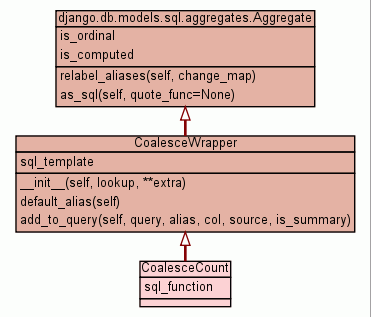 django.db.models.sql.aggregates.Aggregate
is_ordinal
is_computed
relabel_aliases(self, change_map)
as_sql(self, quote_func=None)
CoalesceWrapper
sql_template
__init__(self, lookup, **extra)
default_alias(self)
add_to_query(self, query, alias, col, source, is_summary)
CoalesceCount
sql_function